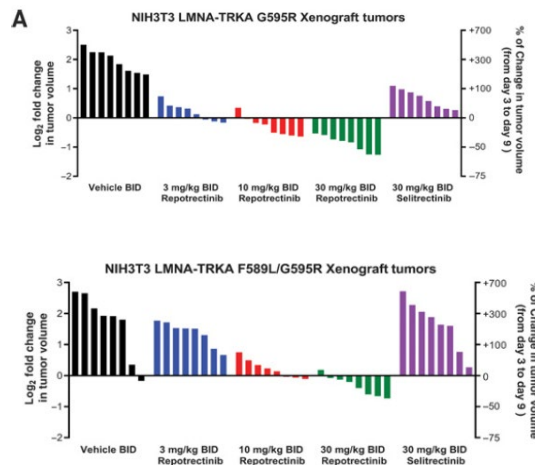 A
NIH3T3 LMNA-TRKA G595R Xenograft tumors
Log2 fold change
in tumor volume
3
2
1
0
−1
−2
+700
+300
+100
0
−50
−75
% of Change in tumor volume
(from day 3 to day 9 )
Vehicle BID
3 mg/kg BID
Repotrectinib
10 mg/kg BID
Repotrectinib
30 mg/kg BID
Repotrectinib
30 mg/kg BID
Selitrectinib
NIH3T3 LMNA-TRKA F589L/G595R Xenograft tumors
Log2 fold change
in tumor volume
3
2
1
0
−1
−2
+700
+300
+100
0
−50
−75
% of Change in tumor volume
(from day 3 to day 9 )
Vehicle BID
3 mg/kg BID
Repotrectinib
10 mg/kg BID
Repotrectinib
30 mg/kg BID
Repotrectinib
30 mg/kg BID
Selitrectinib